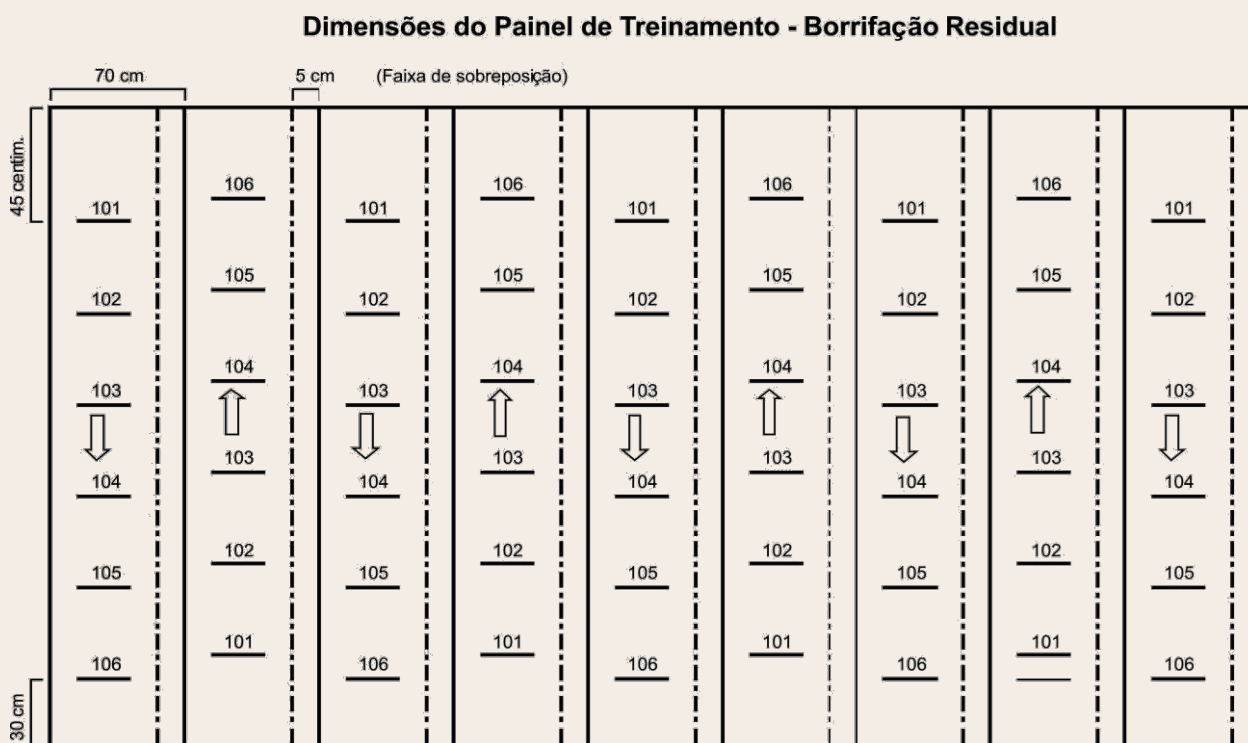 Dimensões do Painel de Treinamento - Borrifação Residual
70 cm 5 cm (Faixa de sobreposição)
45 centim.
106 106 106 106
101 101 101 101 101
105 105 105 105
102 102 102 102 102
104 104 104 104
103 103 103 103 103
103 103 103 103
104 104 104 104 104
102 102 102 102
105 105 105 105 105
101 101 101 101
106 106 106 106 106
30 cm